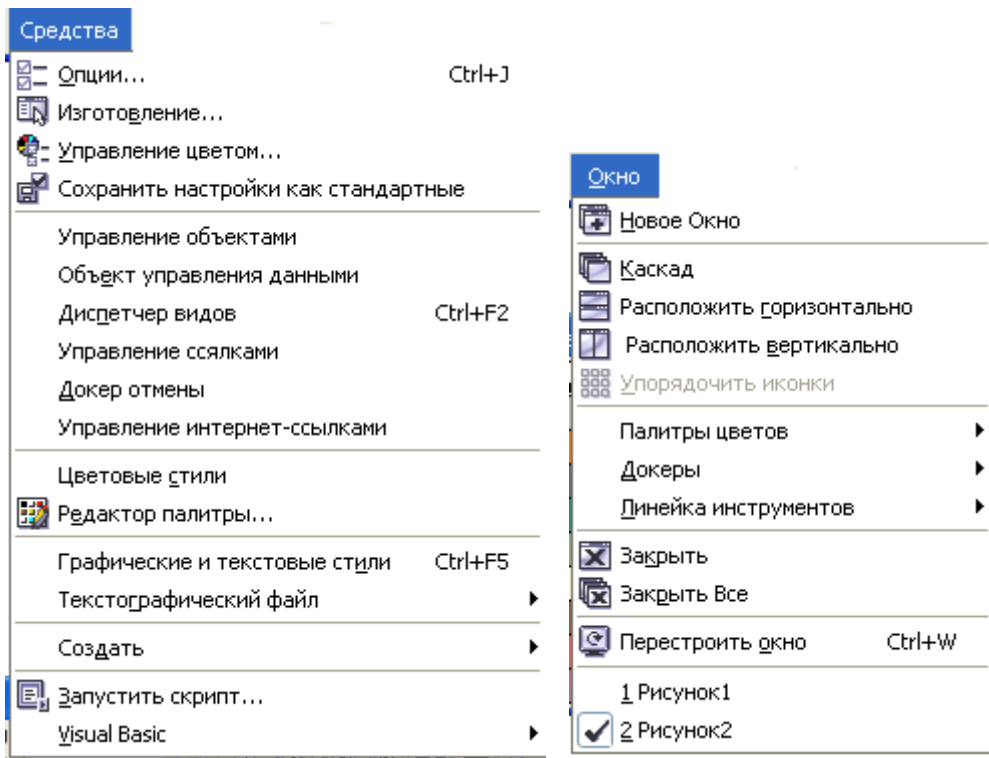 Средства
Опции... Ctrl+J
Изготовление...
Управление цветом...
Сохранить настройки как стандартные
Управление объектами
Объект управления данными
Диспетчер видов Ctrl+F2
Управление ссялками
Докер отмены
Управление интернет-ссылками
Цветовые стили
Редактор палитры...
Графические и текстовые стили Ctrl+F5
Текстографический файл
Создать
Запустить скрипт...
Visual Basic
Окно
Новое Окно
Каскад
Расположить горизонтально
Расположить вертикально
Упорядочить иконки
Палитры цветов
Докеры
Линейка инструментов
Закрыть
Закрыть Все
Перестроить окно Ctrl+W
1 Рисунок1
2 Рисунок2